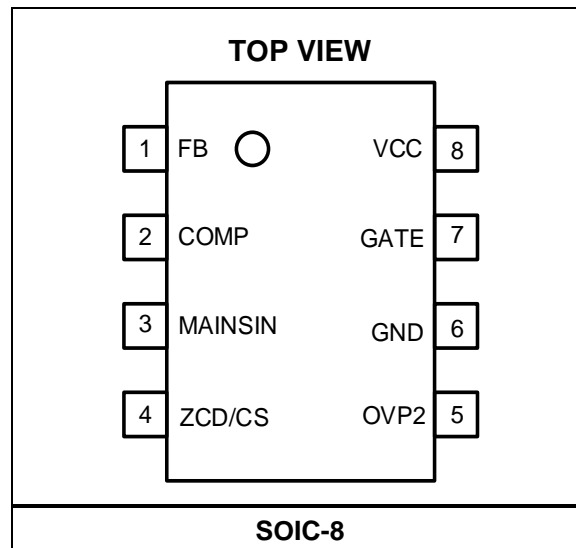 TOP VIEW
1 FB VCC 8
2 COMP GATE 7
3 MAINSIN GND 6
4 ZCD/CS OVP2 5
SOIC-8